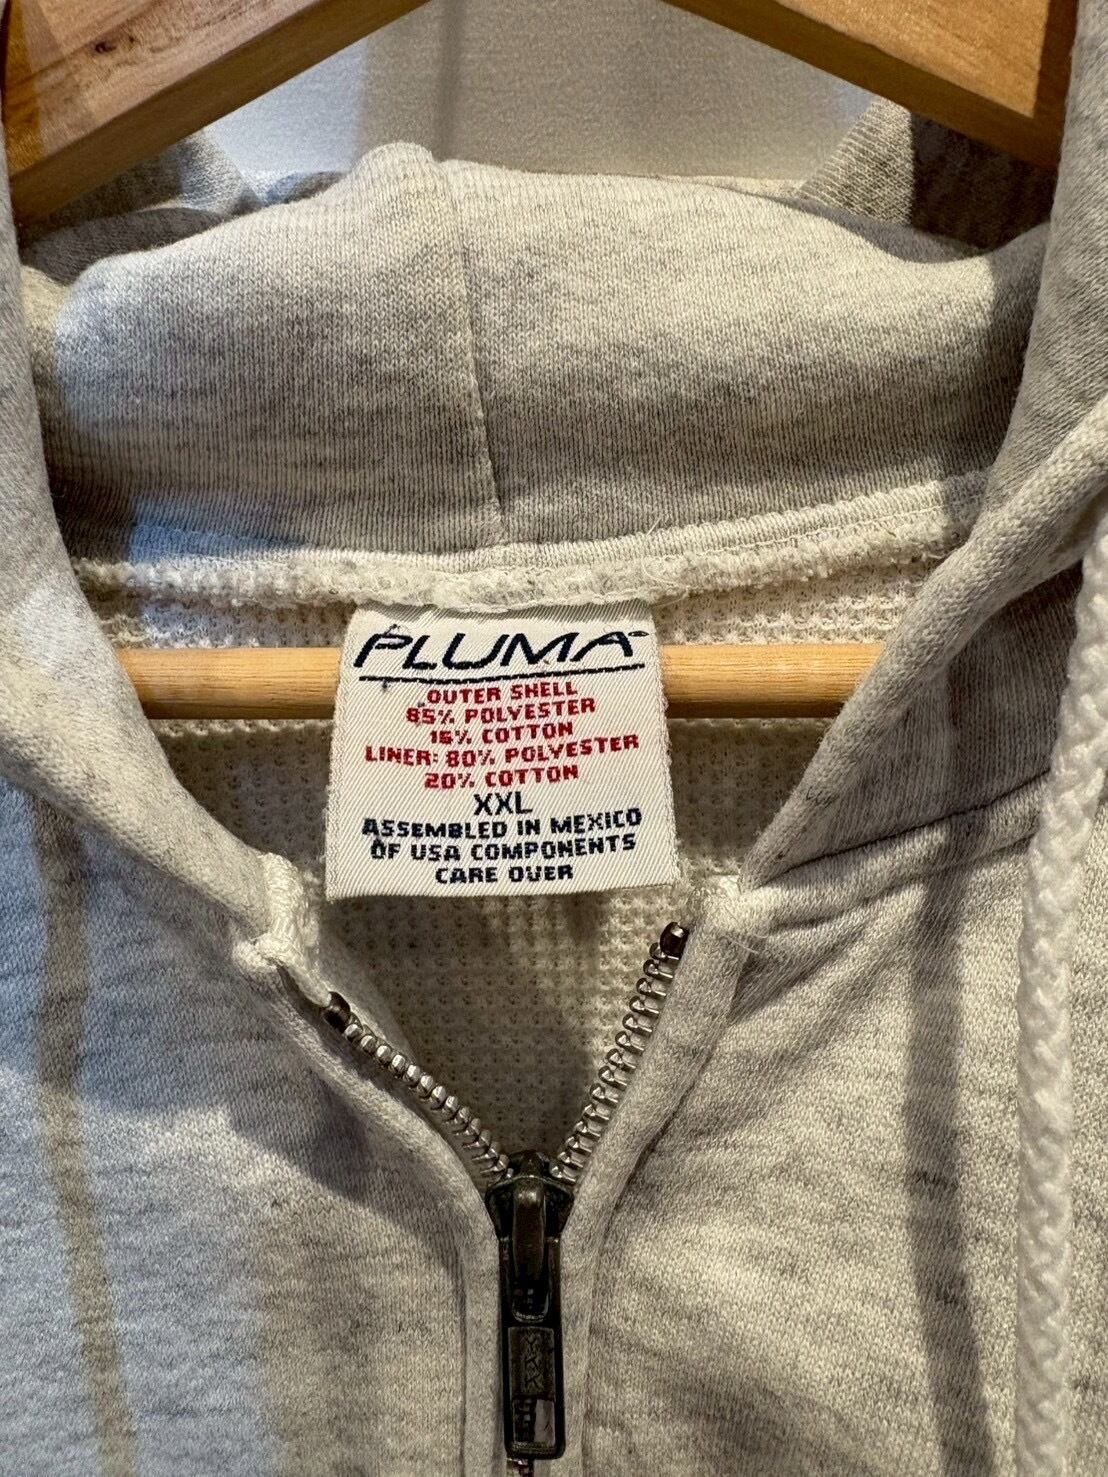 PLUMA
OUTER SHELL
85% POLYESTER
15% COTTON
LINER: 80% POLYESTER
20% COTTON
XXL
ASSEMBLED IN MEXICO
OF USA COMPONENTS
CARE OVER
YKK